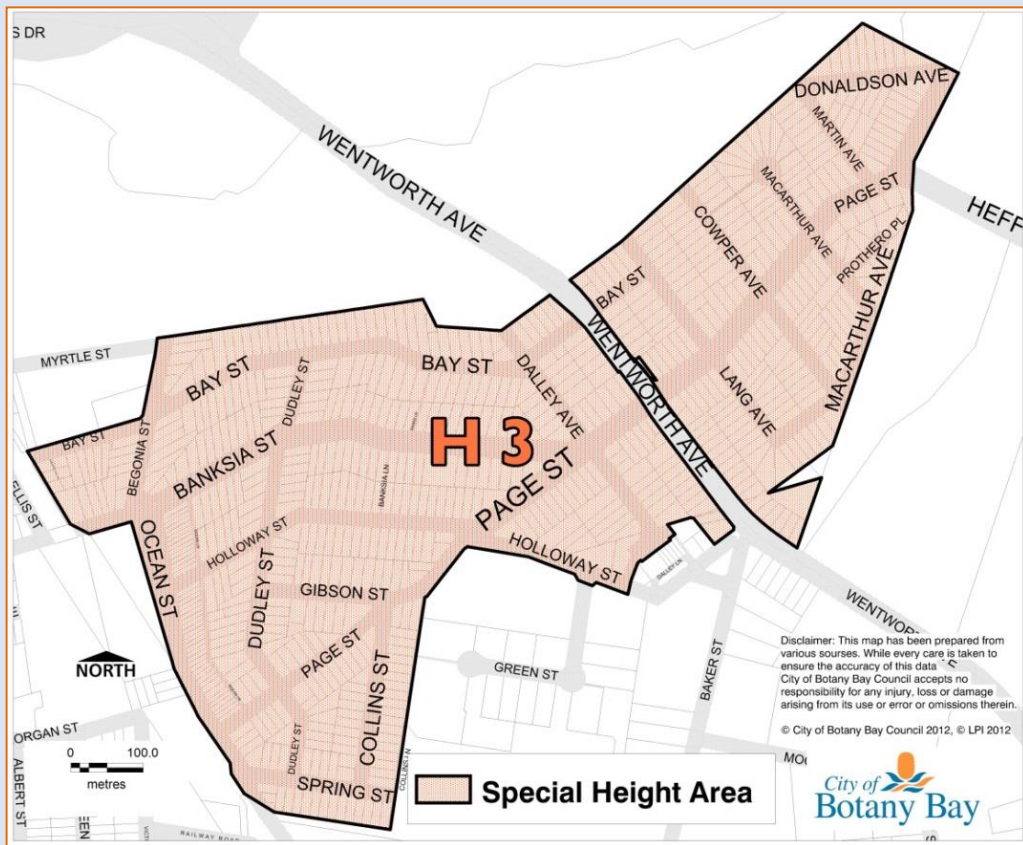 S DR
DONALDSON AVE
MARTIN AVE
WENTWORTH AVE
PAGE ST
MACARTHUR AVE
HEFF
COWPER AVE
PROTHERO PL
BAY ST
MACARTHUR AVE
WENTWORTH AVE
MYRTLE ST
BAY ST
DUDLEY ST
BAY ST
DALLEY AVE
LANG AVE
BAY ST
BEGONIA ST
BANKSIA ST
H 3
BANKSIA LN
PAGE ST
ELLIS ST
OCEAN ST
HOLLOWAY ST
HOLLOWAY ST
DALLEY LN
DUDLEY ST
GIBSON ST
WENTWORTH
E
PAGE ST
COLLINS ST
GREEN ST
BAKER ST
NORTH
Disclaimer: This map has been prepared from
various sourses. While every care is taken to
ensure the accuracy of this data
City of Botany Bay Council accepts no
responsibility for any injury, loss or damage
arising from its use or error or omissions therein.
© City of Botany Bay Council 2012, © LPI 2012
ORGAN ST
0 100.0
metres
ALBERT ST
DUDLEY ST
SPRING ST
COLLINS LN
MOO
EEN
VIC
RAILWAY ROAD
Special Height Area
City of
Botany Bay
S